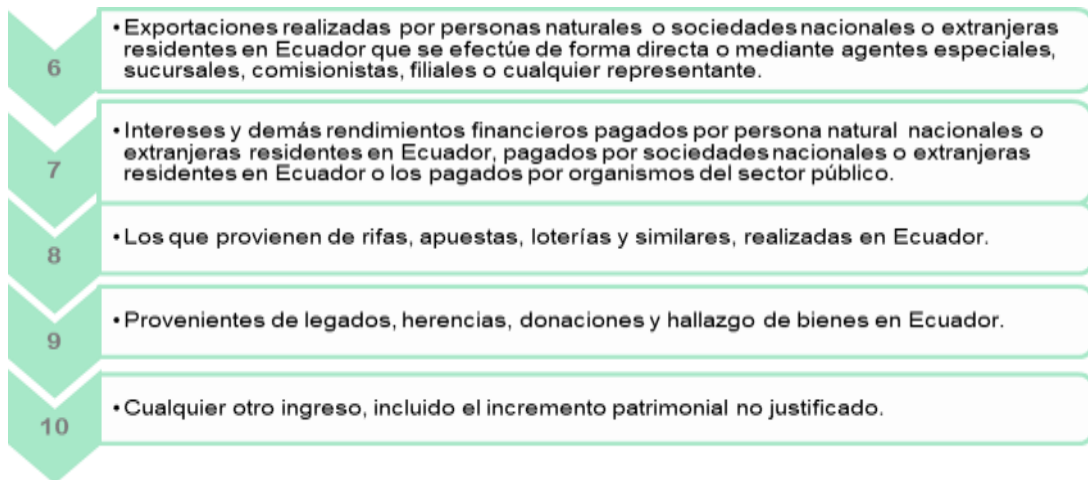 6
•Exportaciones realizadas por personas naturales o sociedades nacionales o extranjeras
residentes en Ecuador que se efectúe de forma directa o mediante agentes especiales,
sucursales, comisionistas, filiales o cualquier representante.
7
•Intereses y demás rendimientos financieros pagados por persona natural nacionales o
extranjeras residentes en Ecuador, pagados por sociedades nacionales o extranjeras
residentes en Ecuador o los pagados por organismos del sector público.
8
•Los que provienen de rifas, apuestas, loterías y similares, realizadas en Ecuador.
9
•Provenientes de legados, herencias, donaciones y hallazgo de bienes en Ecuador.
10
•Cualquier otro ingreso, incluido el incremento patrimonial no justificado.